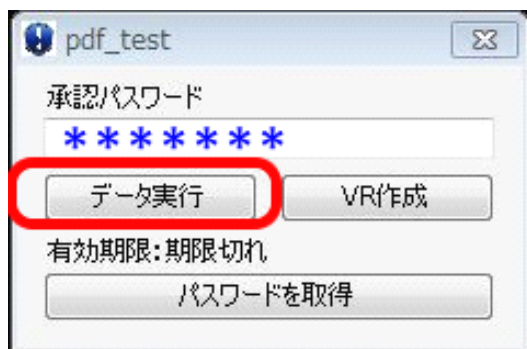 pdf_test
承認パスワード
*******
データ実行 VR作成
有効期限:期限切れ
パスワードを取得